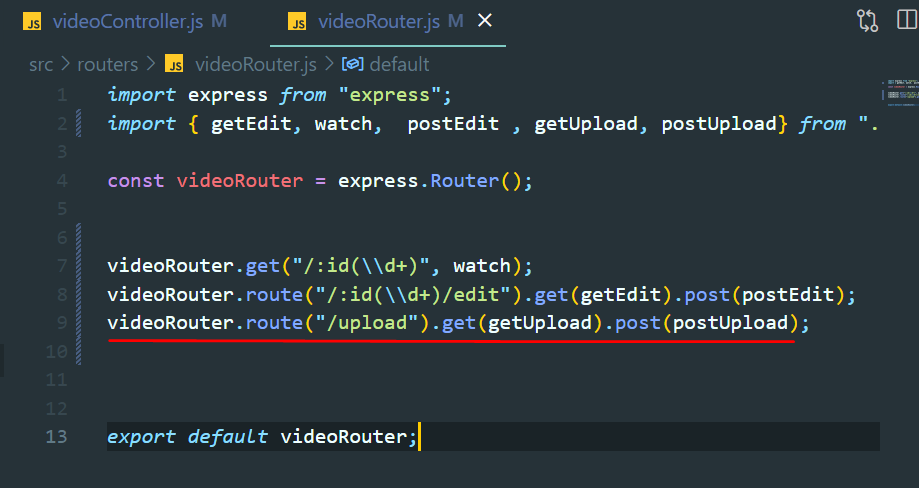 JS videoController.js M JS videoRouter.js M
src > routers > JS videoRouter.js > default
1 import express from "express";
2 import { getEdit, watch,  postEdit , getUpload, postUpload} from ".
3
4 const videoRouter = express.Router();
5
6
7 videoRouter.get("/:id(\\d+)", watch);
8 videoRouter.route("/:id(\\d+)/edit").get(getEdit).post(postEdit);
9 videoRouter.route("/upload").get(getUpload).post(postUpload);
10
11
12
13 export default videoRouter;